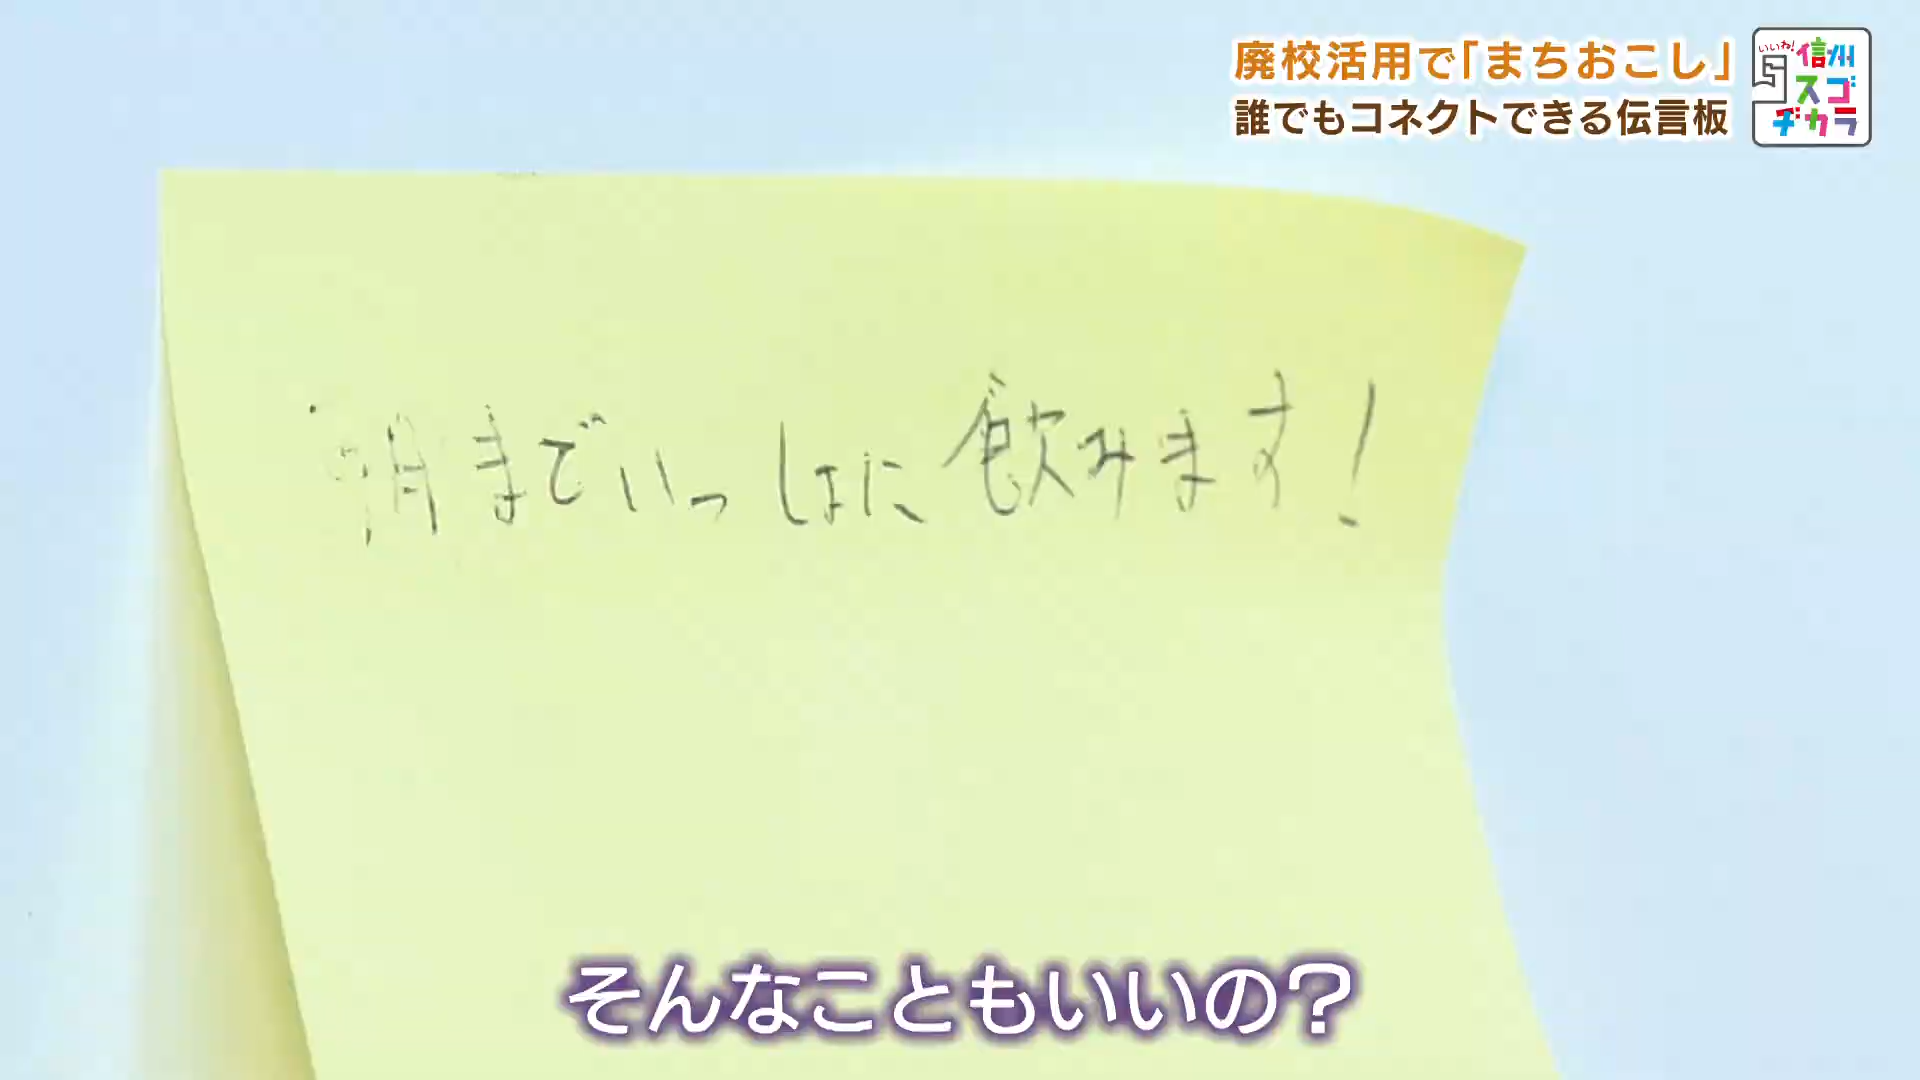 廃校活用で「まちおこし」
誰でもコネクトできる伝言板
いいね!
信州
スゴ
ヂカラ
朝までいっしょに飲みます!
そんなこともいいの?